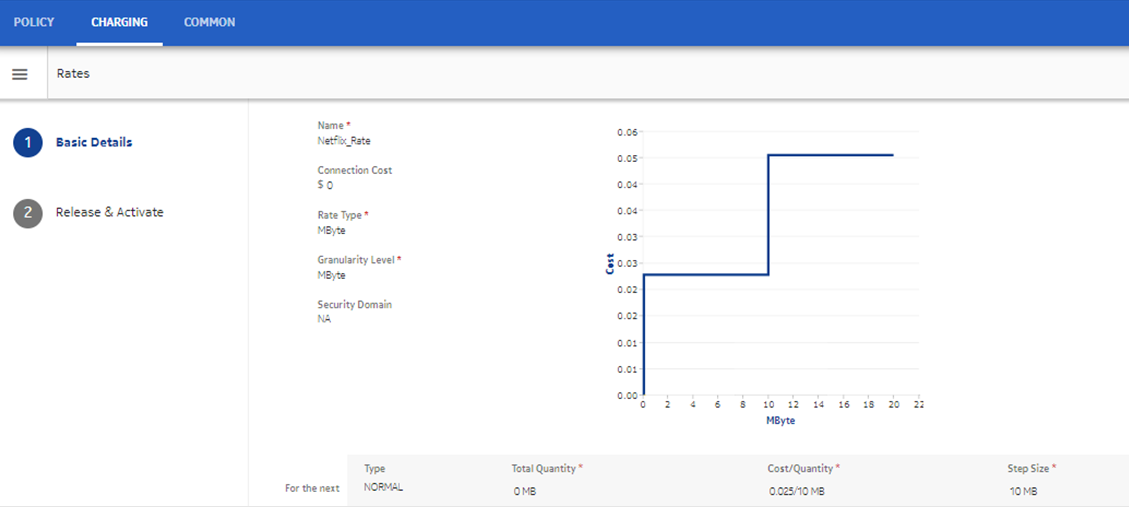 POLICY CHARGING COMMON
Rates
1 Basic Details
2 Release & Activate
Name *
Netflix_Rate
Connection Cost
$ 0
Rate Type *
MByte
Granularity Level *
MByte
Security Domain
NA
0.06
0.05
0.04
0.04
0.03
0.03
0.02
0.02
0.01
0.01
0.00
Cost
0 2 4 6 8 10 12 14 16 18 20 22
MByte
Type Total Quantity * Cost/Quantity * Step Size *
For the next NORMAL 0 MB 0.025/10 MB 10 MB